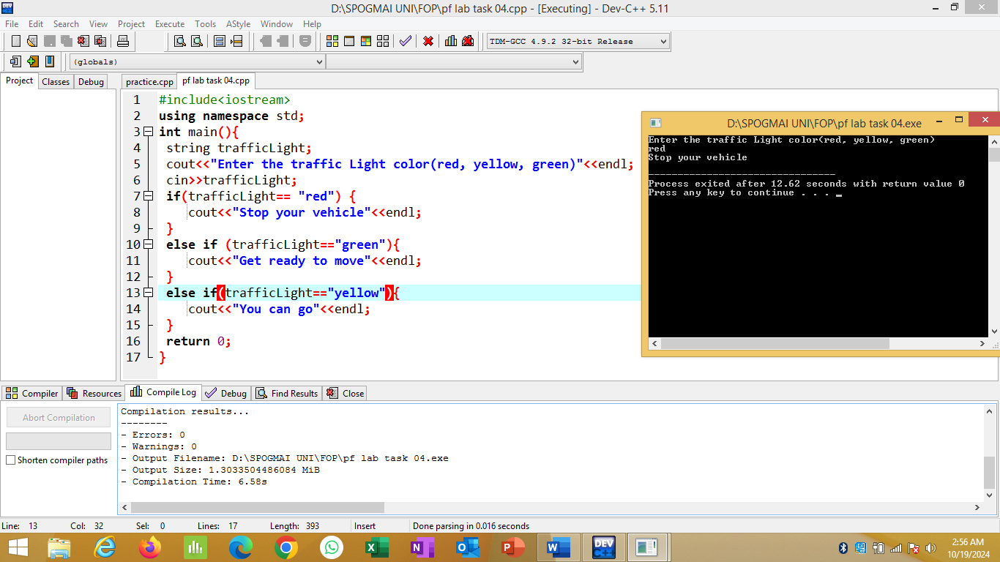 D:\SPOGMAI UNI\FOP\pf lab task 04.cpp - [Executing] - Dev-C++ 5.11
File Edit Search View Project Execute Tools AStyle Window Help
TDM-GCC 4.9.2 32-bit Release
(globals)
Project Classes Debug practice.cpp pf lab task 04.cpp
1 #include<iostream>
2 using namespace std;
3 int main(){
4 string trafficLight;
5 cout<<"Enter the traffic Light color(red, yellow, green)"<<endl;
6 cin>>trafficLight;
7 if(trafficLight== "red") {
8 cout<<"Stop your vehicle"<<endl;
9 }
10 else if (trafficLight=="green"){
11 cout<<"Get ready to move"<<endl;
12 }
13 else if(trafficLight=="yellow"){
14 cout<<"You can go"<<endl;
15 }
16 return 0;
17 }
D:\SPOGMAI UNI\FOP\pf lab task 04.exe
Enter the traffic Light color(red, yellow, green)
red
Stop your vehicle
--------------------------------
Process exited after 12.62 seconds with return value 0
Press any key to continue . . .
Compiler Resources Compile Log Debug Find Results Close
Abort Compilation
Shorten compiler paths
Compilation results...
--------
- Errors: 0
- Warnings: 0
- Output Filename: D:\SPOGMAI UNI\FOP\pf lab task 04.exe
- Output Size: 1.3033504486084 MiB
- Compilation Time: 6.58s
Line: 13 Col: 32 Sel: 0 Lines: 17 Length: 393 Insert Done parsing in 0.016 seconds
DEV C++
2:56 AM
10/19/2024